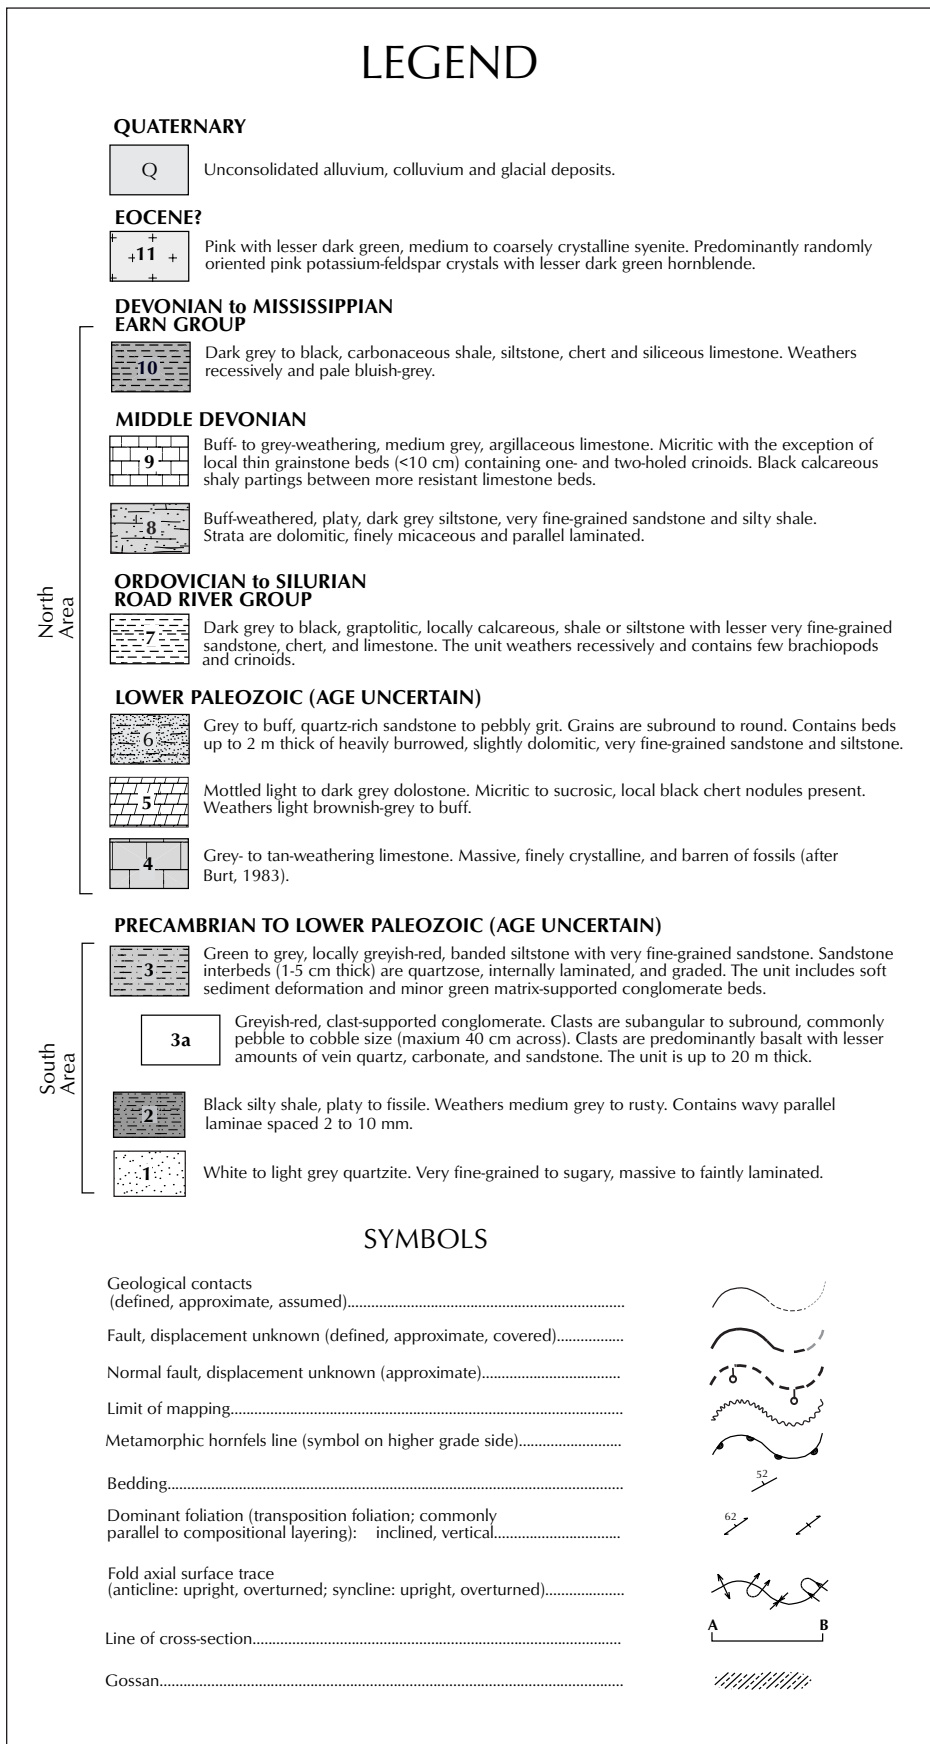 LEGEND
QUATERNARY
Q
Unconsolidated alluvium, colluvium and glacial deposits.
EOCENE?
11
Pink with lesser dark green, medium to coarsely crystalline syenite. Predominantly randomly
oriented pink potassium-feldspar crystals with lesser dark green hornblende.
DEVONIAN to MISSISSIPPIAN
EARN GROUP
10
Dark grey to black, carbonaceous shale, siltstone, chert and siliceous limestone. Weathers
recessively and pale bluish-grey.
MIDDLE DEVONIAN
9
Buff- to grey-weathering, medium grey, argillaceous limestone. Micritic with the exception of
local thin grainstone beds (<10 cm) containing one- and two-holed crinoids. Black calcareous
shaly partings between more resistant limestone beds.
8
Buff-weathered, platy, dark grey siltstone, very fine-grained sandstone and silty shale.
Strata are dolomitic, finely micaceous and parallel laminated.
North
Area
ORDOVICIAN to SILURIAN
ROAD RIVER GROUP
7
Dark grey to black, graptolitic, locally calcareous, shale or siltstone with lesser very fine-grained
sandstone, chert, and limestone. The unit weathers recessively and contains few brachiopods
and crinoids.
LOWER PALEOZOIC (AGE UNCERTAIN)
6
Grey to buff, quartz-rich sandstone to pebbly grit. Grains are subround to round. Contains beds
up to 2 m thick of heavily burrowed, slightly dolomitic, very fine-grained sandstone and siltstone.
5
Mottled light to dark grey dolostone. Micritic to sucrosic, local black chert nodules present.
Weathers light brownish-grey to buff.
4
Grey- to tan-weathering limestone. Massive, finely crystalline, and barren of fossils (after
Burt, 1983).
PRECAMBRIAN TO LOWER PALEOZOIC (AGE UNCERTAIN)
3
Green to grey, locally greyish-red, banded siltstone with very fine-grained sandstone. Sandstone
interbeds (1-5 cm thick) are quartzose, internally laminated, and graded. The unit includes soft
sediment deformation and minor green matrix-supported conglomerate beds.
South
Area
3a
Greyish-red, clast-supported conglomerate. Clasts are subangular to subround, commonly
pebble to cobble size (maxium 40 cm across). Clasts are predominantly basalt with lesser
amounts of vein quartz, carbonate, and sandstone. The unit is up to 20 m thick.
2
Black silty shale, platy to fissile. Weathers medium grey to rusty. Contains wavy parallel
laminae spaced 2 to 10 mm.
1
White to light grey quartzite. Very fine-grained to sugary, massive to faintly laminated.
SYMBOLS
Geological contacts
(defined, approximate, assumed)
Fault, displacement unknown (defined, approximate, covered)
Normal fault, displacement unknown (approximate)
Limit of mapping
Metamorphic hornfels line (symbol on higher grade side)
Bedding
52
Dominant foliation (transposition foliation; commonly
parallel to compositional layering): inclined, vertical
62
Fold axial surface trace
(anticline: upright, overturned; syncline: upright, overturned)
A B
Line of cross-section
Gossan